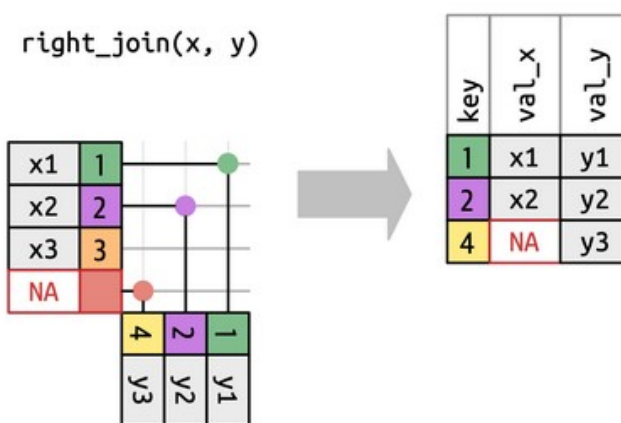 right_join(x, y)
x1 1
x2 2
x3 3
NA
4 2 1
y3 y2 y1
key val_x val_y
1 x1 y1
2 x2 y2
4 NA y3